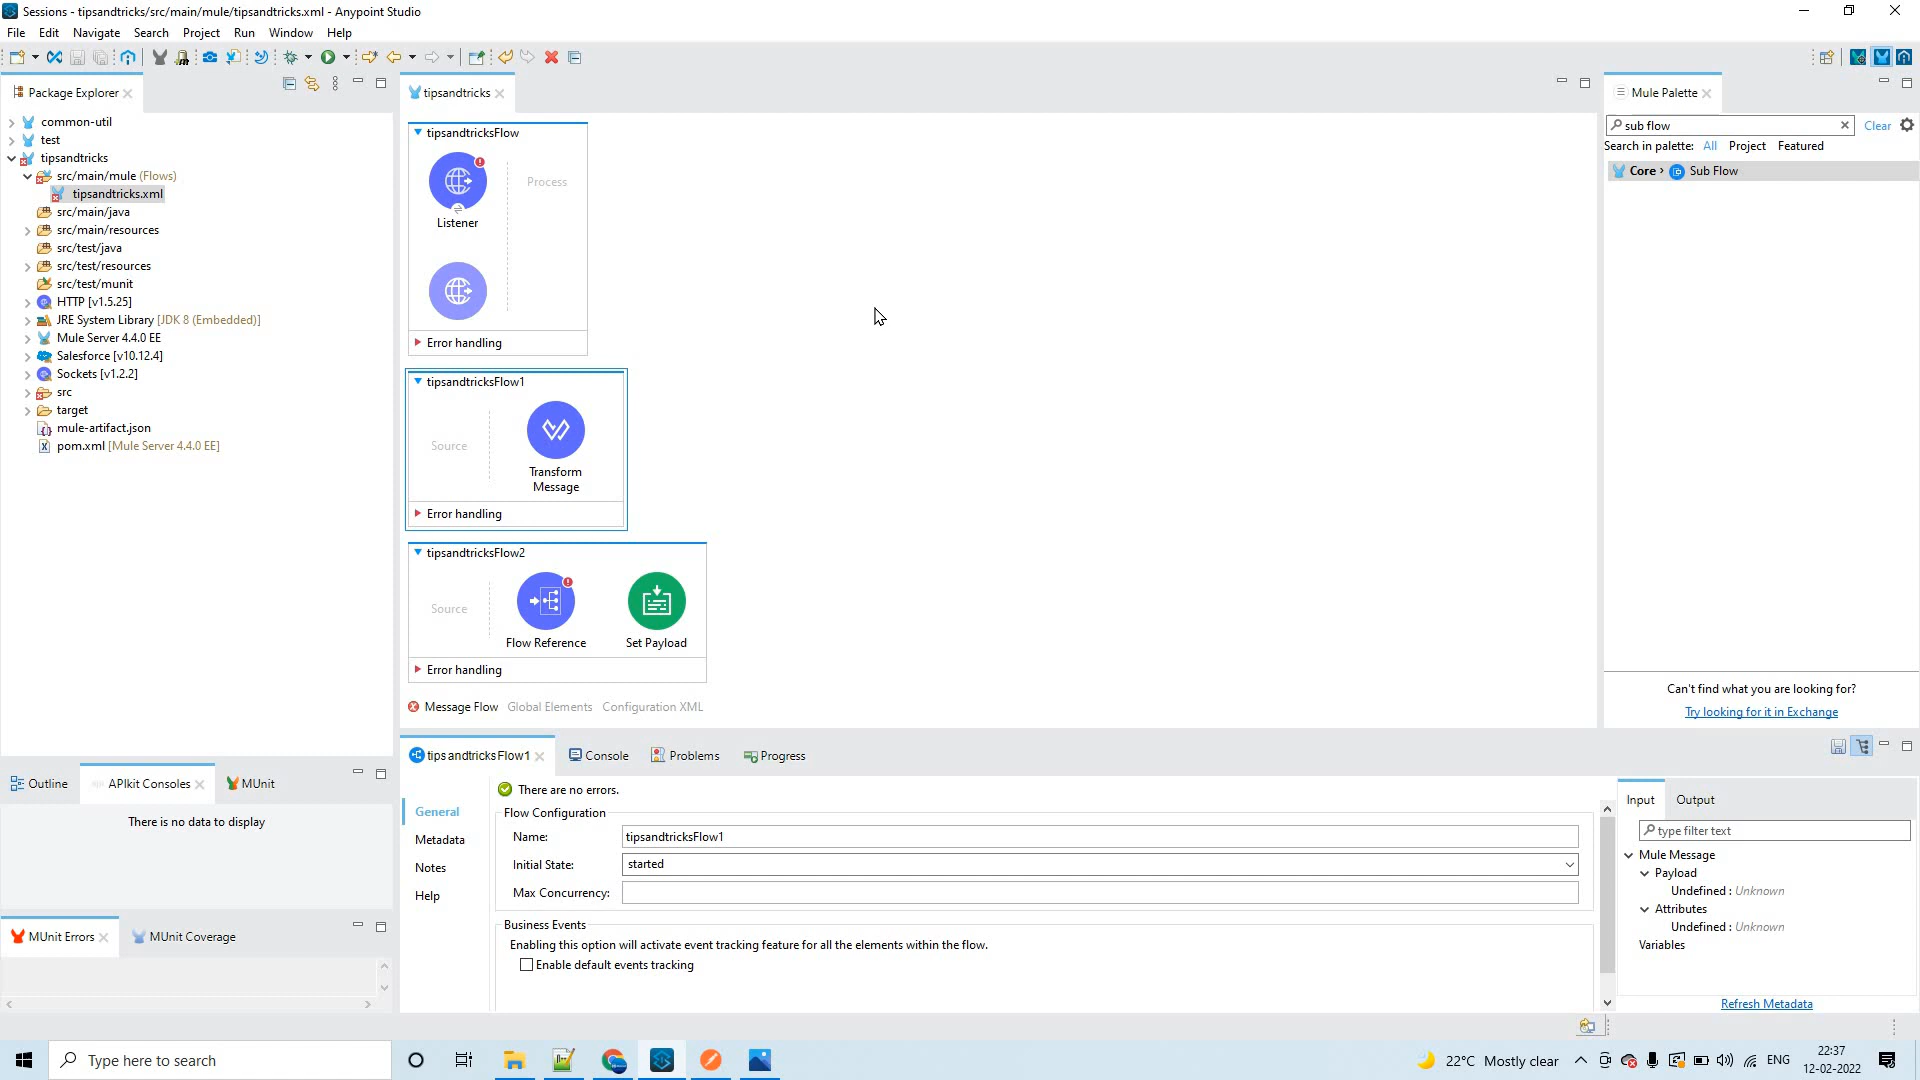 Sessions - tipsandtricks/src/main/mule/tipsandtricks.xml - Anypoint Studio
File Edit Navigate Search Project Run Window Help
Package Explorer
common-util
test
tipsandtricks
src/main/mule (Flows)
tipsandtricks.xml
src/main/java
src/main/resources
src/test/java
src/test/resources
src/test/munit
HTTP [v1.5.25]
JRE System Library [JDK 8 (Embedded)]
Mule Server 4.4.0 EE
Salesforce [v10.12.4]
Sockets [v1.2.2]
src
target
mule-artifact.json
pom.xml [Mule Server 4.4.0 EE]
tipsandtricks
tipsandtricksFlow
Process
Listener
Error handling
tipsandtricksFlow1
Source
Transform
Message
Error handling
tipsandtricksFlow2
Source
Flow Reference Set Payload
Error handling
Message Flow Global Elements Configuration XML
Mule Palette
sub flow Clear
Search in palette: All Project Featured
Core › Sub Flow
Can't find what you are looking for?
Try looking for it in Exchange
Outline APIkit Consoles MUnit
There is no data to display
MUnit Errors MUnit Coverage
tipsandtricksFlow1 Console Problems Progress
General
Metadata
Notes
Help
There are no errors.
Flow Configuration
Name: tipsandtricksFlow1
Initial State: started
Max Concurrency:
Business Events
Enabling this option will activate event tracking feature for all the elements within the flow.
Enable default events tracking
Input Output
type filter text
Mule Message
Payload
Undefined : Unknown
Attributes
Undefined : Unknown
Variables
Refresh Metadata
Type here to search
22°C Mostly clear
ENG
22:37
12-02-2022